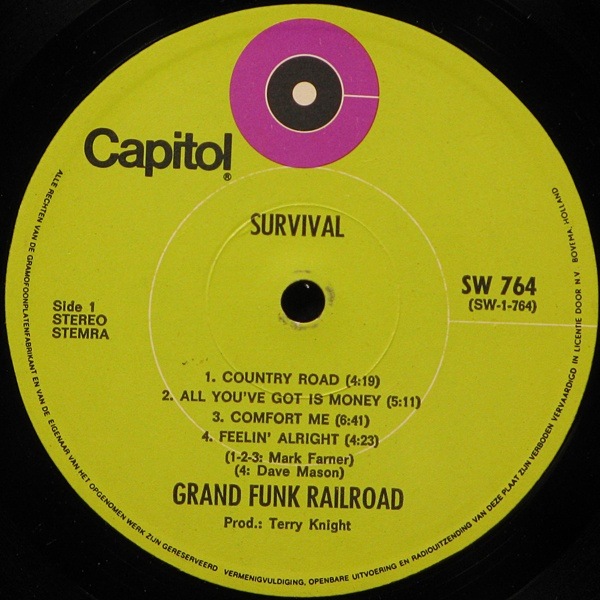 Capitol
®
SURVIVAL
SW 764
(SW-1-764)
Side 1
STEREO
STEMRA
1. COUNTRY ROAD (4:19)
2. ALL YOU'VE GOT IS MONEY (5:11)
3. COMFORT ME (6:41)
4. FEELIN' ALRIGHT (4:23)
(1-2-3: Mark Farner)
(4: Dave Mason)
GRAND FUNK RAILROAD
Prod.: Terry Knight
ALLE RECHTEN VAN DE GRAMOFOONPLATENFABRIKANT EN VAN DE EIGENAAR VAN HET OPGENOMEN WERK ZIJN GERESERVEERD VERMENIGVULDIGING, OPENBARE UITVOERING EN RADIOUITZENDING VAN DEZE PLAAT ZIJN VERBODEN VERVAARDIGD IN LICENTIE DOOR N.V BOVEMA, HOLLAND